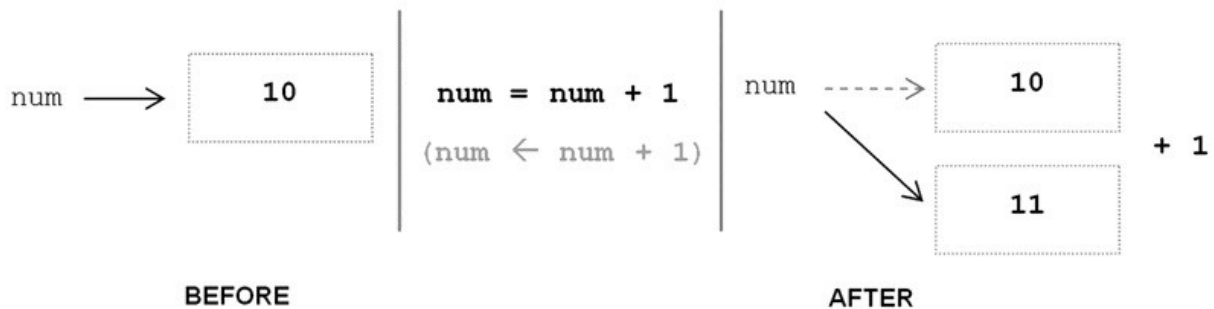 num
10
num = num + 1
(num ← num + 1)
num
10
+ 1
11
BEFORE
AFTER